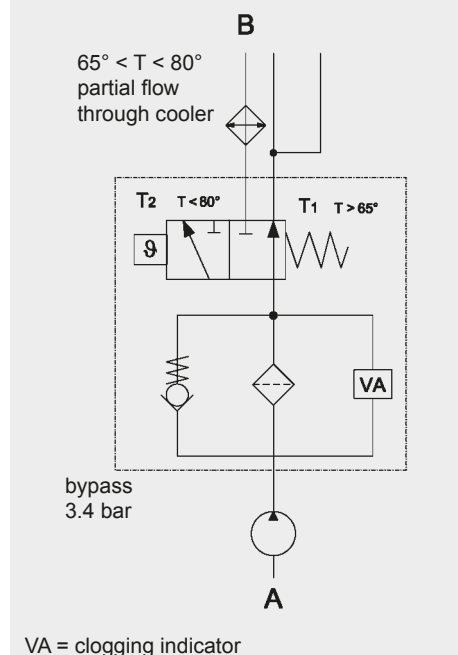 B
65° < T < 80°
partial flow
through cooler
T2 T < 80°
T1 T > 65°
ϑ
VA
bypass
3.4 bar
A
VA = clogging indicator